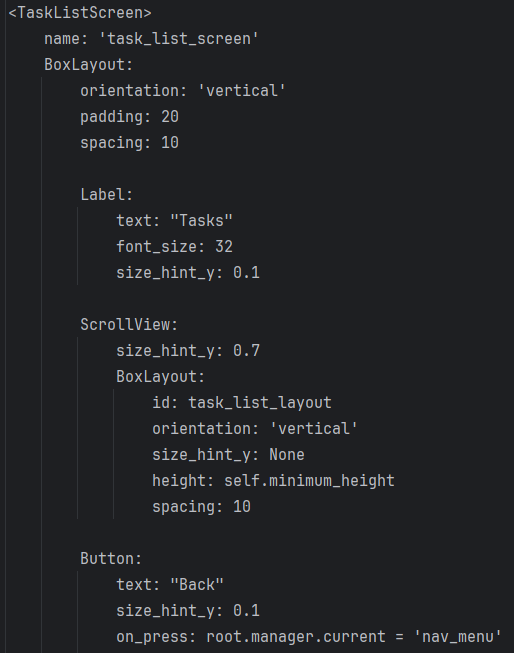 <TaskListScreen>
    name: 'task_list_screen'
    BoxLayout:
        orientation: 'vertical'
        padding: 20
        spacing: 10

        Label:
            text: "Tasks"
            font_size: 32
            size_hint_y: 0.1

        ScrollView:
            size_hint_y: 0.7
            BoxLayout:
                id: task_list_layout
                orientation: 'vertical'
                size_hint_y: None
                height: self.minimum_height
                spacing: 10

        Button:
            text: "Back"
            size_hint_y: 0.1
            on_press: root.manager.current = 'nav_menu'